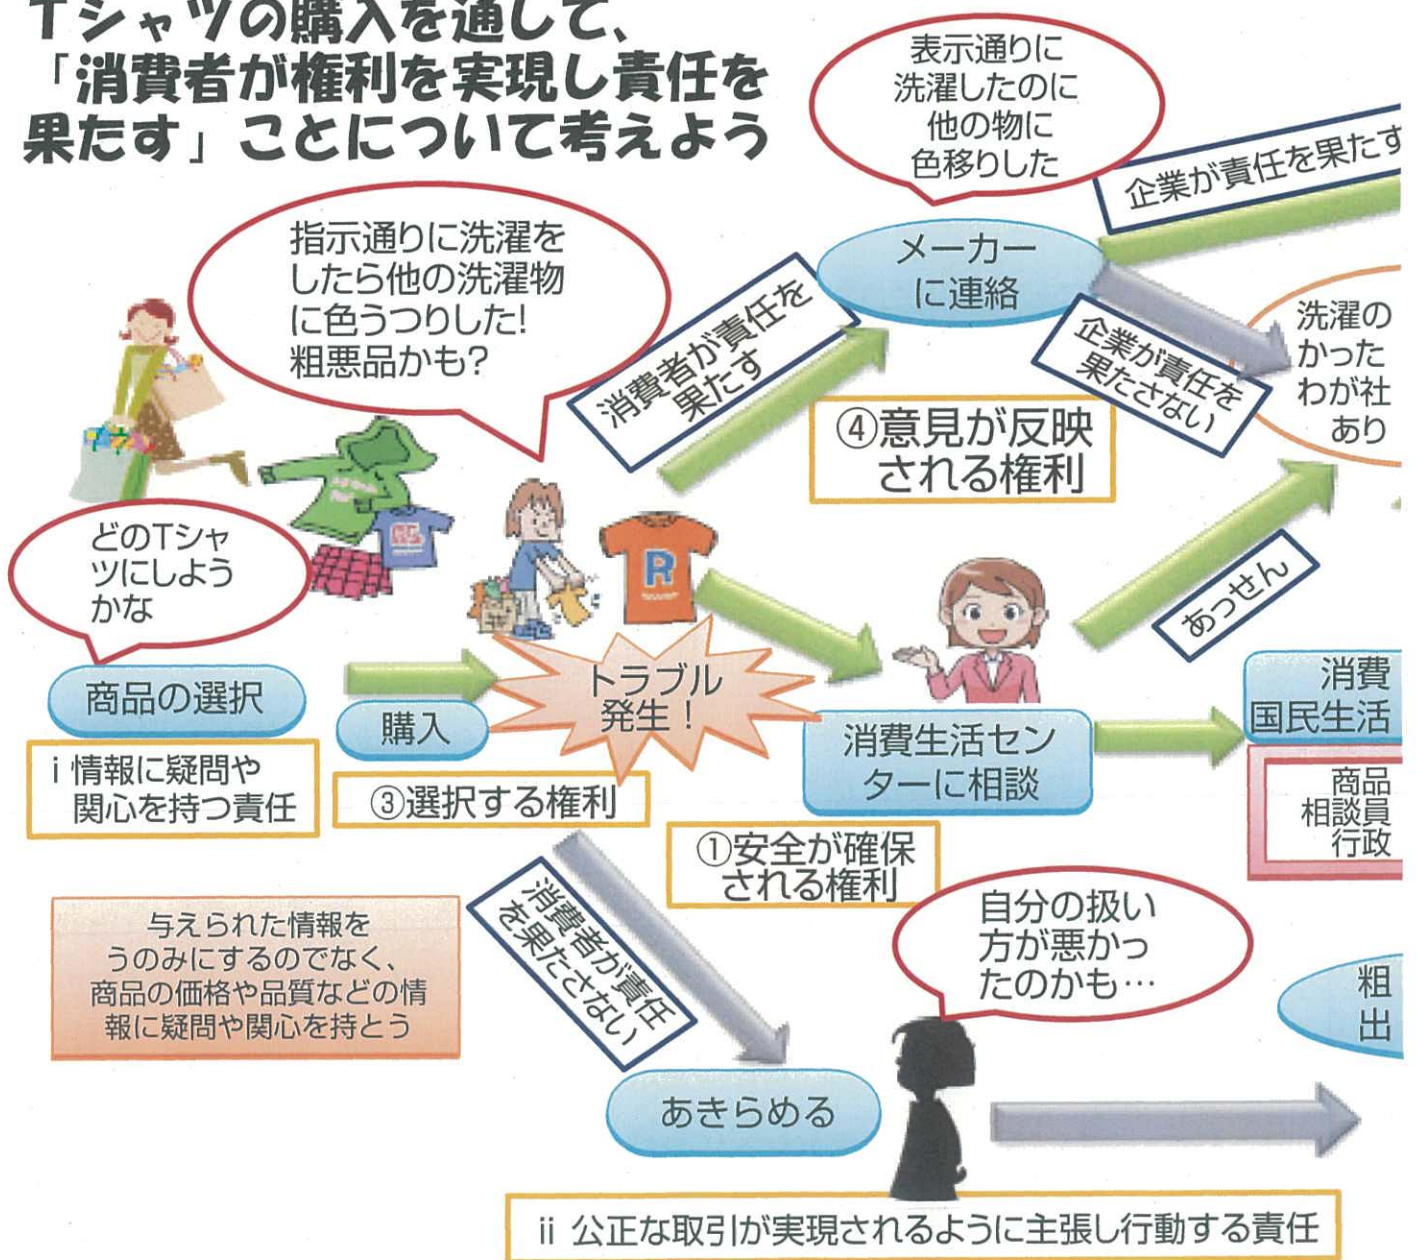 Tシャツの購入を通して、
「消費者が権利を実現し責任を
果たす」ことについて考えよう
表示通りに
洗濯したのに
他の物に
色移りした
企業が責任を果たす
指示通りに洗濯を
したら他の洗濯物
に色うつりした!
粗悪品かも?
メーカー
に連絡
消費者が責任を
果たす
企業が責任を
果たさない
洗濯の
かった
わが社
あり
④意見が反映
される権利
どのTシャ
ツにしよう
かな
R
あっせん
商品の選択
購入
トラブル
発生!
消費生活セン
ターに相談
消費
国民生活
商品
相談員
行政
i 情報に疑問や
関心を持つ責任
③選択する権利
①安全が確保
される権利
与えられた情報を
うのみにするのでなく、
商品の価格や品質などの情
報に疑問や関心を持とう
消費者が責任
を果たさない
自分の扱い
方が悪かっ
たのかも…
粗
出
あきらめる
ii 公正な取引が実現されるように主張し行動する責任